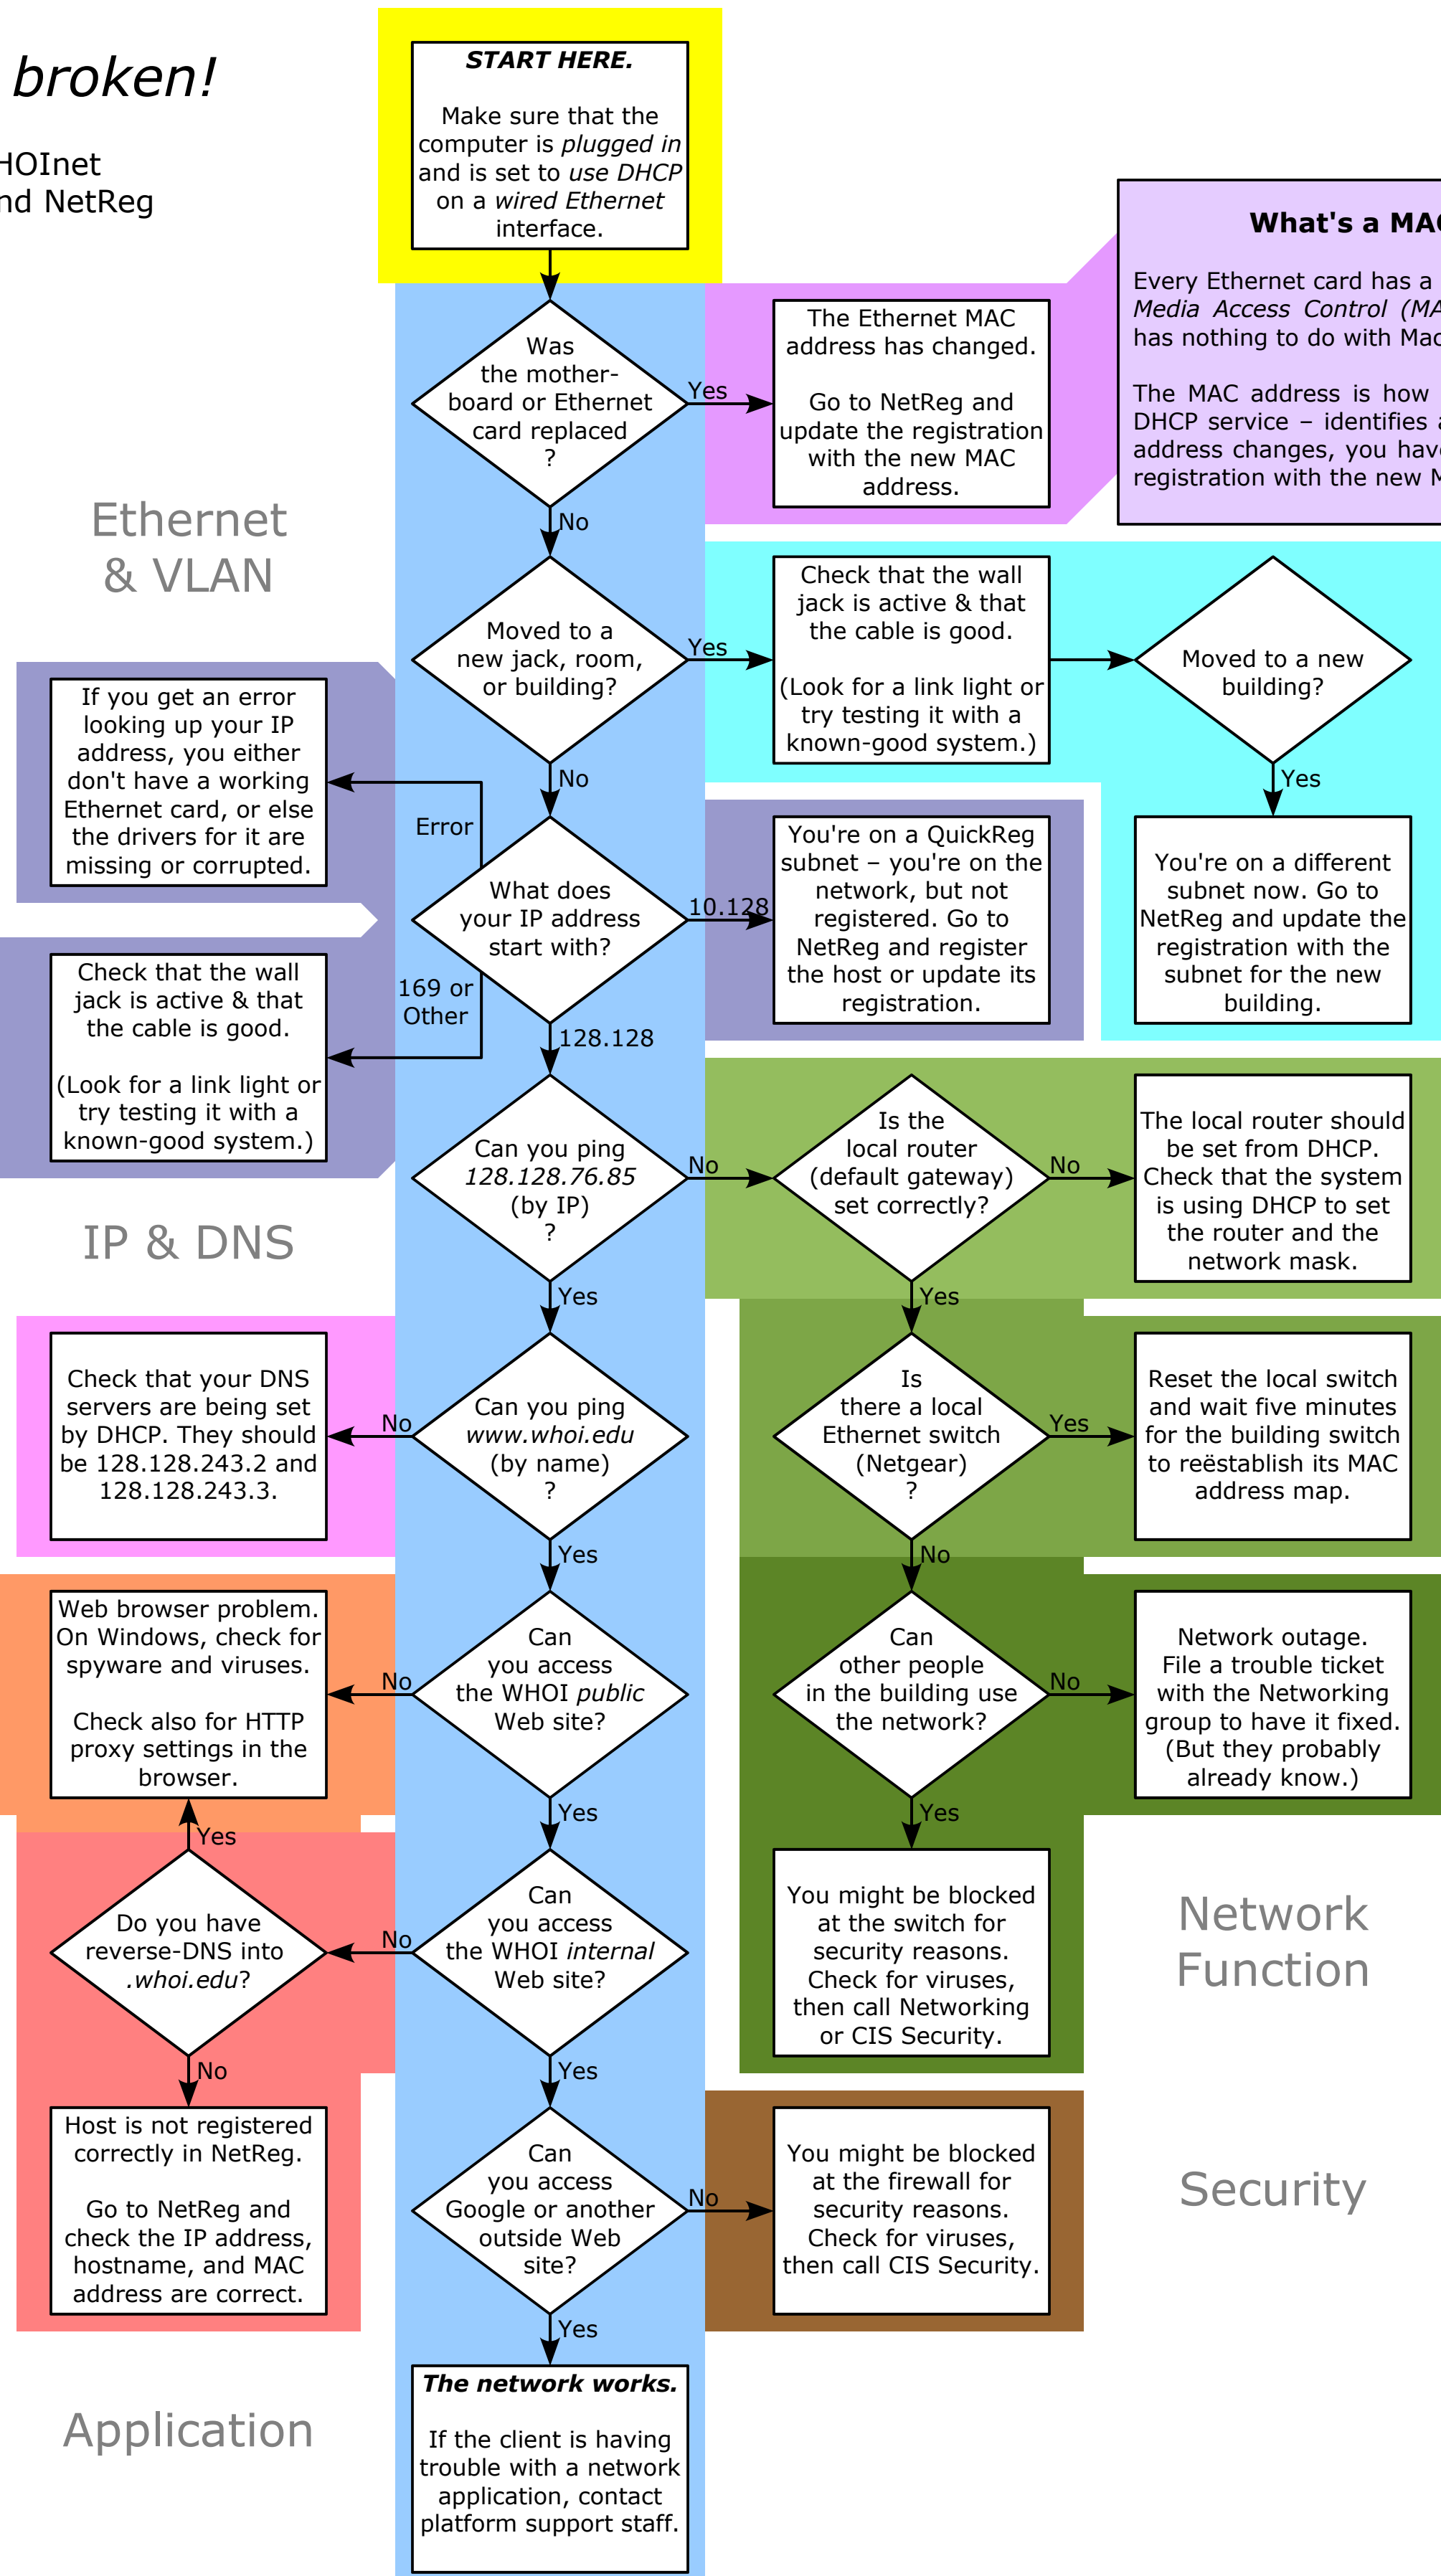 broken!
HOInet
nd NetReg
START HERE.
Make sure that the
computer is plugged in
and is set to use DHCP
on a wired Ethernet
interface.
What's a MAC
Every Ethernet card has a
Media Access Control (MA
has nothing to do with Mac
The MAC address is how
DHCP service – identifies a
address changes, you have
registration with the new M
Was
the mother-
board or Ethernet
card replaced
?
Yes
The Ethernet MAC
address has changed.
Go to NetReg and
update the registration
with the new MAC
address.
No
Ethernet
& VLAN
Moved to a
new jack, room,
or building?
Yes
Check that the wall
jack is active & that
the cable is good.
(Look for a link light or
try testing it with a
known-good system.)
Moved to a new
building?
Yes
You're on a different
subnet now. Go to
NetReg and update the
registration with the
subnet for the new
building.
No
If you get an error
looking up your IP
address, you either
don't have a working
Ethernet card, or else
the drivers for it are
missing or corrupted.
Error
What does
your IP address
start with?
10.128
You're on a QuickReg
subnet – you're on the
network, but not
registered. Go to
NetReg and register
the host or update its
registration.
169 or
Other
Check that the wall
jack is active & that
the cable is good.
(Look for a link light or
try testing it with a
known-good system.)
128.128
IP & DNS
Can you ping
128.128.76.85
(by IP)
?
No
Is the
local router
(default gateway)
set correctly?
No
The local router should
be set from DHCP.
Check that the system
is using DHCP to set
the router and the
network mask.
Yes
Yes
Check that your DNS
servers are being set
by DHCP. They should
be 128.128.243.2 and
128.128.243.3.
No
Can you ping
www.whoi.edu
(by name)
?
Is
there a local
Ethernet switch
(Netgear)
?
Yes
Reset the local switch
and wait five minutes
for the building switch
to reëstablish its MAC
address map.
Yes
No
Web browser problem.
On Windows, check for
spyware and viruses.
Check also for HTTP
proxy settings in the
browser.
No
Can
you access
the WHOI public
Web site?
Can
other people
in the building use
the network?
No
Network outage.
File a trouble ticket
with the Networking
group to have it fixed.
(But they probably
already know.)
Yes
Yes
Yes
Do you have
reverse-DNS into
.whoi.edu?
No
Can
you access
the WHOI internal
Web site?
You might be blocked
at the switch for
security reasons.
Check for viruses,
then call Networking
or CIS Security.
Network
Function
No
Yes
Host is not registered
correctly in NetReg.
Go to NetReg and
check the IP address,
hostname, and MAC
address are correct.
Can
you access
Google or another
outside Web
site?
No
You might be blocked
at the firewall for
security reasons.
Check for viruses,
then call CIS Security.
Security
Yes
Application
The network works.
If the client is having
trouble with a network
application, contact
platform support staff.